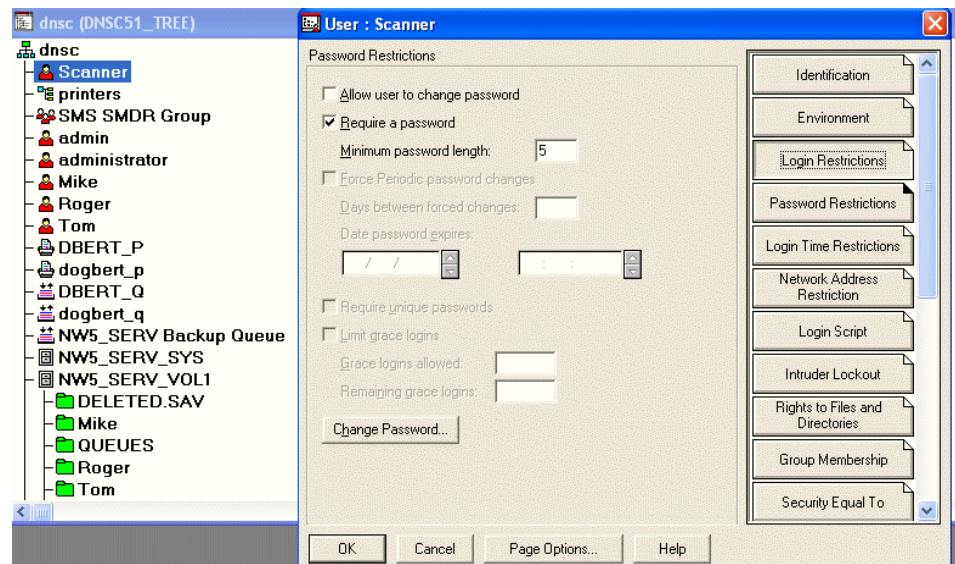 dnsc (DNSC51_TREE)
dnsc
Scanner
printers
SMS SMDR Group
admin
administrator
Mike
Roger
Tom
DBERT_P
dogbert_p
DBERT_Q
dogbert_q
NW5_SERV Backup Queue
NW5_SERV_SYS
NW5_SERV_VOL1
DELETED.SAV
Mike
QUEUES
Roger
Tom
User : Scanner
Password Restrictions
Allow user to change password
Require a password
Minimum password length: 5
Force Periodic password changes
Days between forced changes:
Date password expires:
/ / : :
Require unique passwords
Limit grace logins
Grace logins allowed:
Remaining grace logins:
Change Password...
Identification
Environment
Login Restrictions
Password Restrictions
Login Time Restrictions
Network Address
Restriction
Login Script
Intruder Lockout
Rights to Files and
Directories
Group Membership
Security Equal To
OK Cancel Page Options... Help